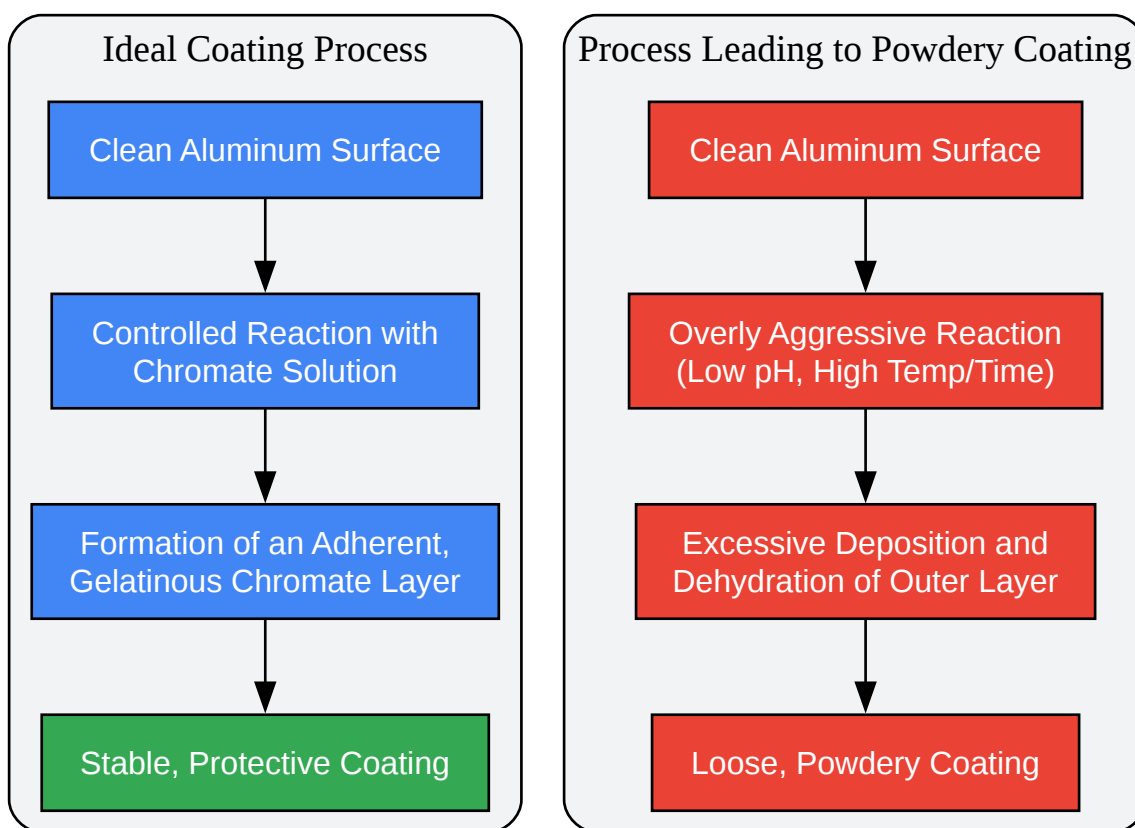 Ideal Coating Process
Clean Aluminum Surface
Controlled Reaction with
Chromate Solution
Formation of an Adherent,
Gelatinous Chromate Layer
Stable, Protective Coating
Process Leading to Powdery Coating
Clean Aluminum Surface
Overly Aggressive Reaction
(Low pH, High Temp/Time)
Excessive Deposition and
Dehydration of Outer Layer
Loose, Powdery Coating